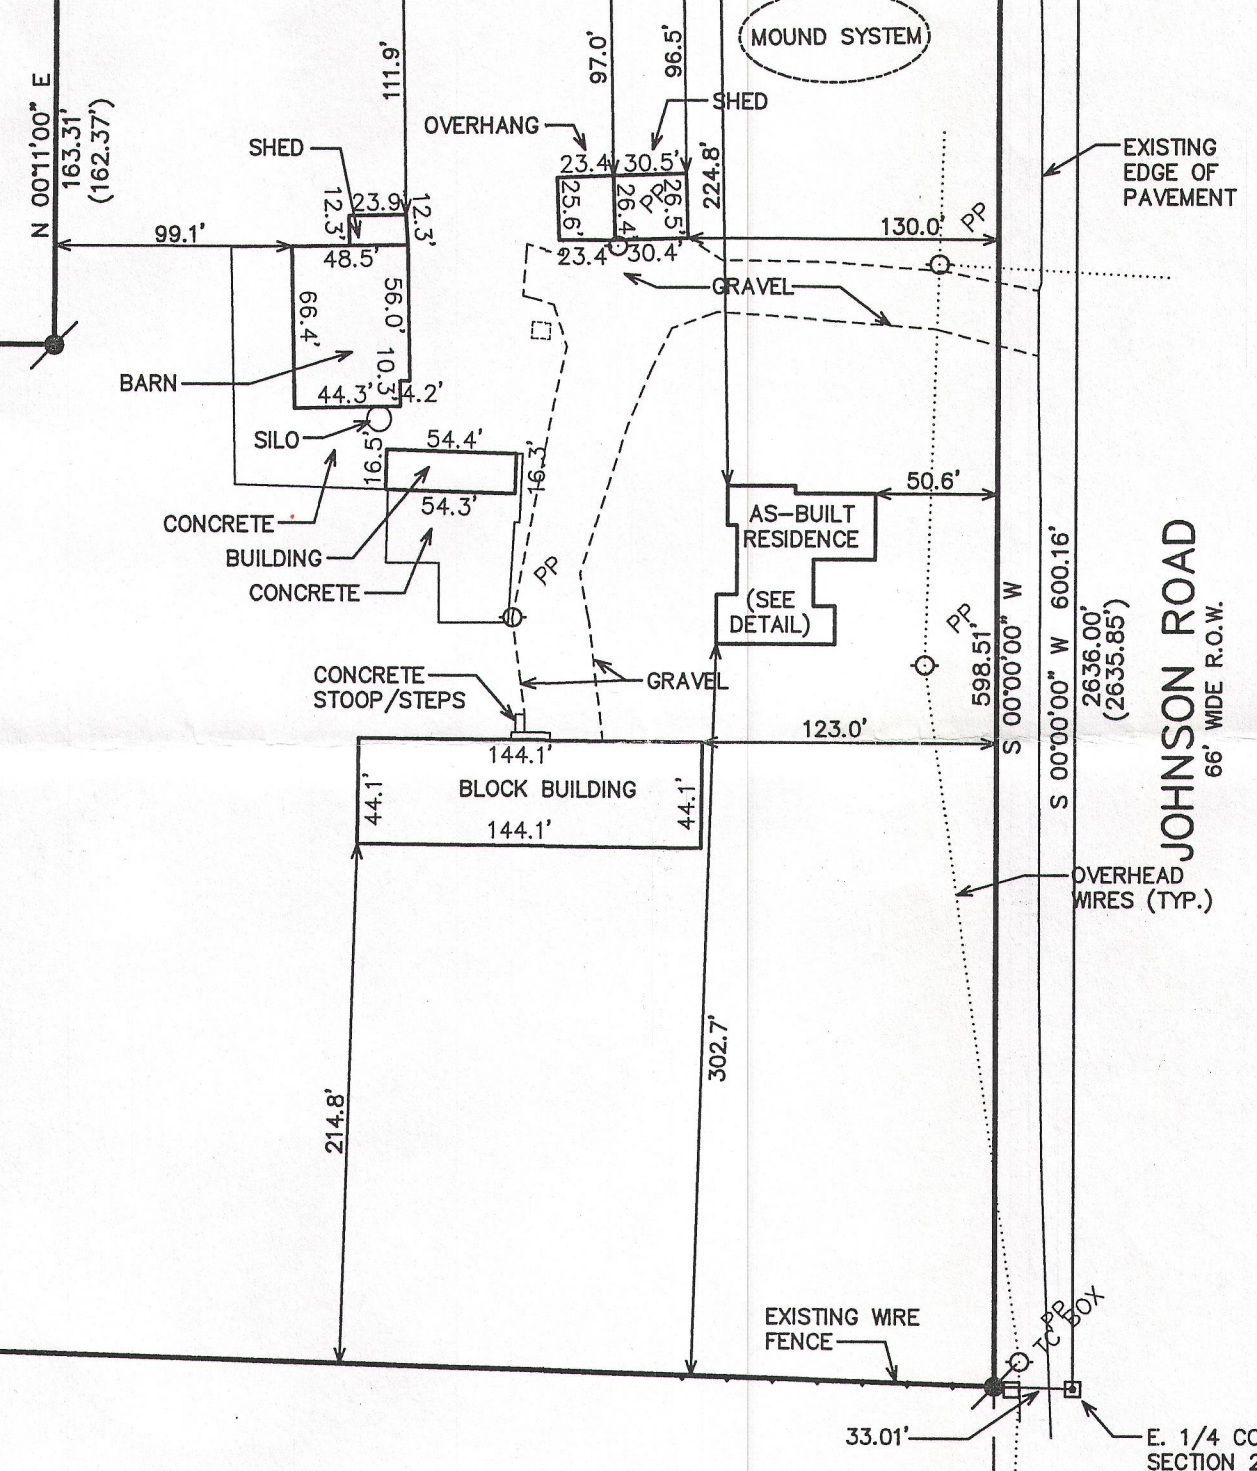 MOUND SYSTEM
111.9'
97.0'
96.5'
N 00°11'00" E
163.31'
(162.37')
SHED
OVERHANG
SHED
23.4'
30.5'
224.8'
EXISTING
EDGE OF
PAVEMENT
12.3'
23.9'
12.3'
25.6'
26.4'
PP
26.5'
99.1'
48.5'
130.0'
PP
23.4'
30.4'
GRAVEL
66.4'
56.0'
BARN
10.3'
44.3'
4.2'
SILO
16.5'
54.4'
16.3'
54.3'
50.6'
CONCRETE
BUILDING
CONCRETE
PP
AS-BUILT
RESIDENCE
(SEE
DETAIL)
PP
598.51'
S 00°00'00" W
S 00°00'00" W 600.16'
2636.00'
(2635.85')
JOHNSON ROAD
66' WIDE R.O.W.
CONCRETE
STOOP/STEPS
GRAVEL
123.0'
144.1'
BLOCK BUILDING
44.1'
44.1'
144.1'
OVERHEAD
WIRES (TYP.)
214.8'
302.7'
EXISTING WIRE
FENCE
PP
TC BOX
33.01'
E. 1/4 CO
SECTION 2